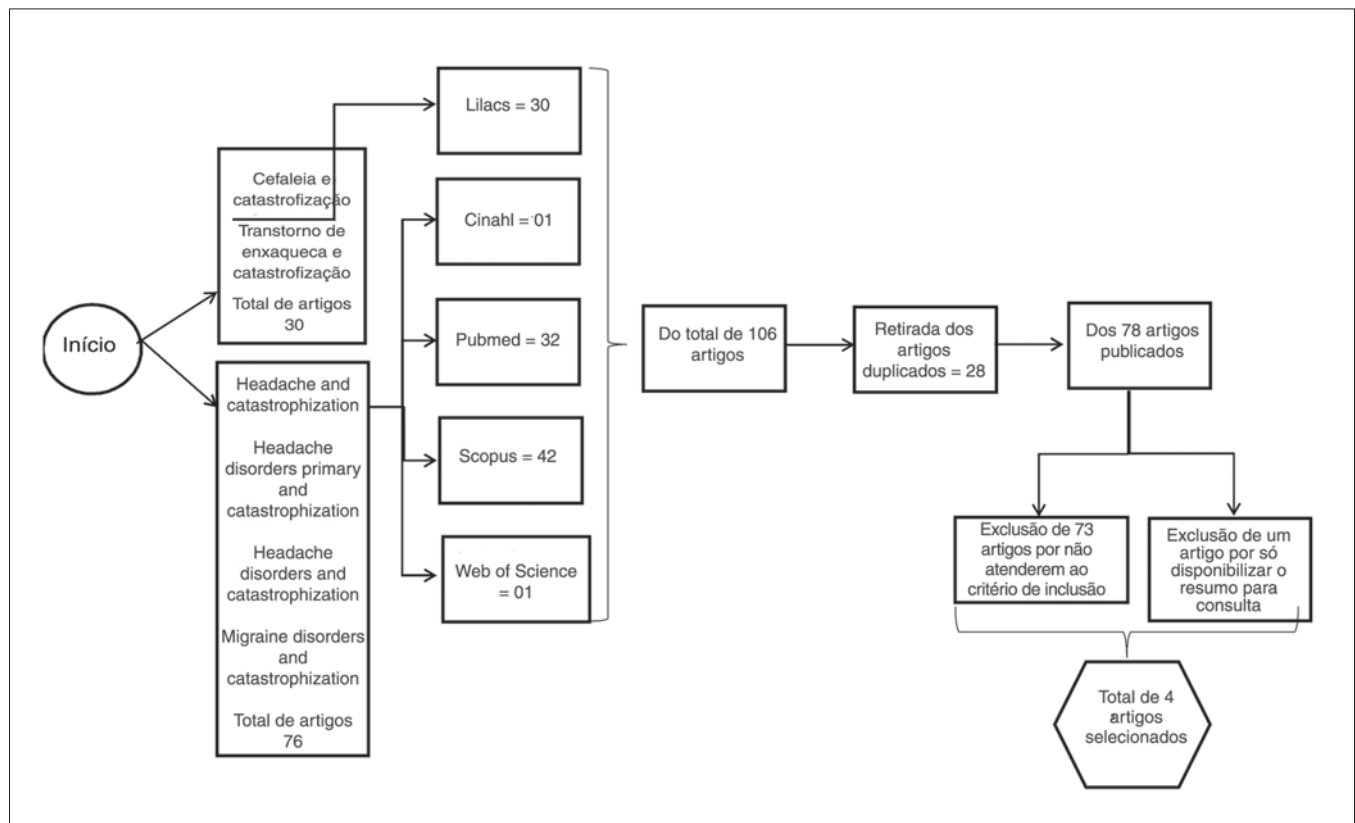 Início
Cefaleia e
catastrofização
Transtorno de
enxaqueca e
catastrofização
Total de artigos
30
Headache and
catastrophization
Headache
disorders primary
and
catastrophization
Headache
disorders and
catastrophization
Migraine disorders
and
catastrophization
Total de artigos
76
Lilacs = 30
Cinahl = 01
Pubmed = 32
Scopus = 42
Web of Science
= 01
Do total de 106
artigos
Retirada dos
artigos
duplicados = 28
Dos 78 artigos
publicados
Exclusão de 73
artigos por não
atenderem ao
critério de inclusão
Exclusão de um
artigo por só
disponibilizar o
resumo para
consulta
Total de 4
artigos
selecionados